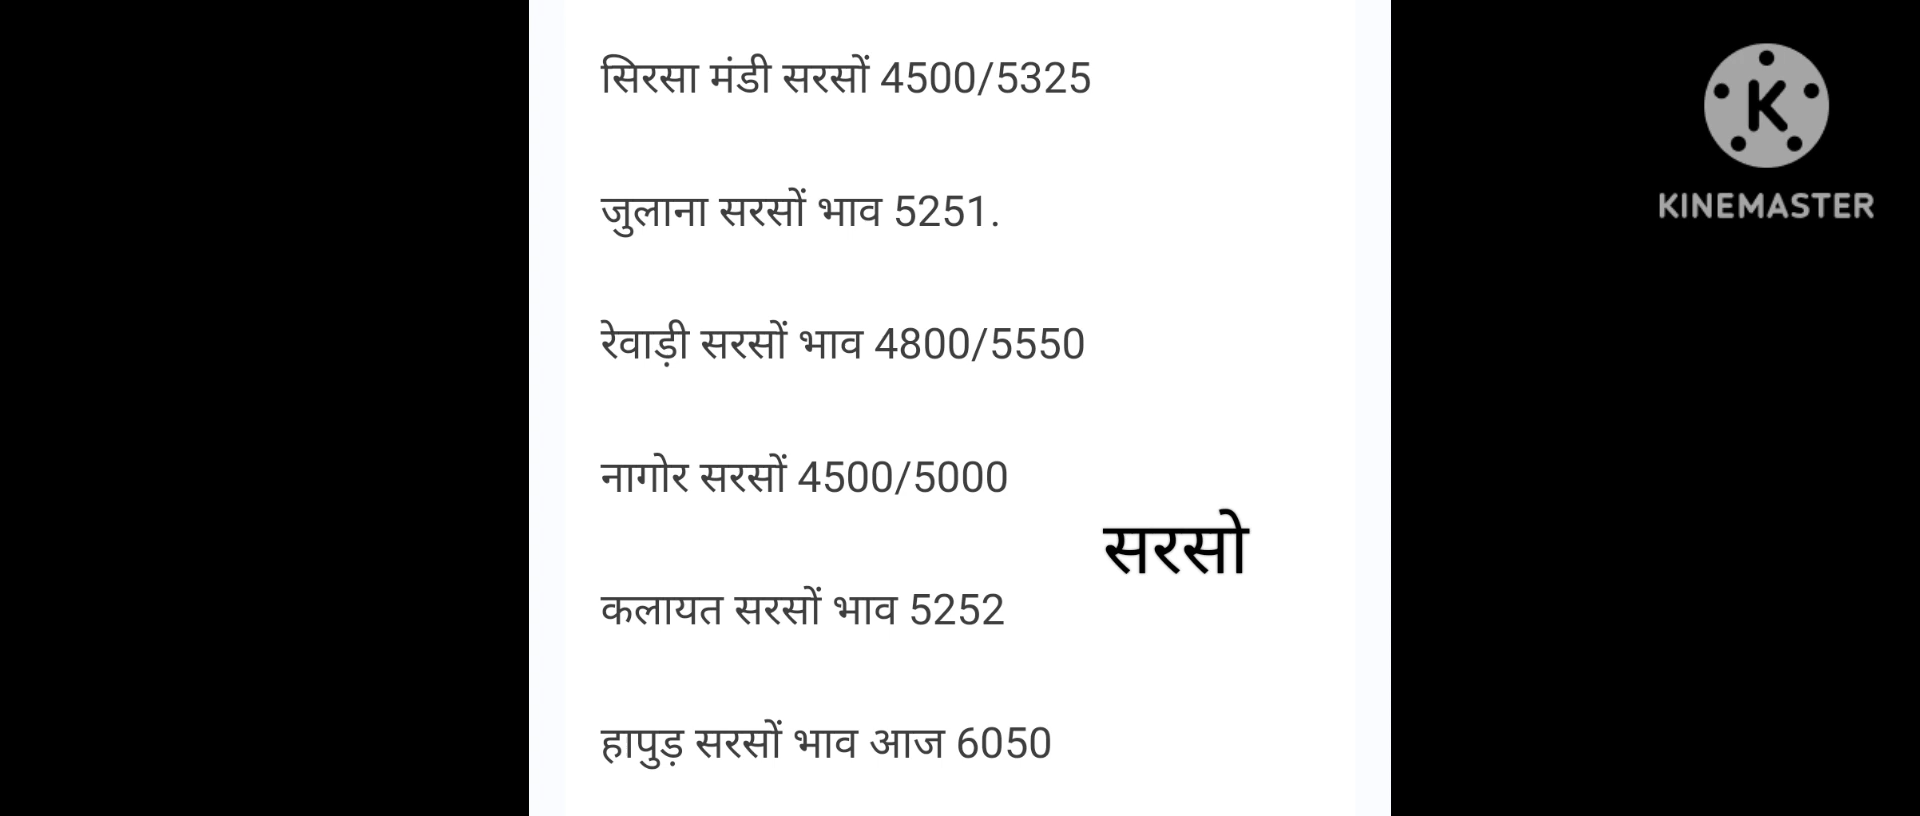 सिरसा मंडी सरसों 4500/5325
KINEMASTER
जुलाना सरसों भाव 5251.
रेवाड़ी सरसों भाव 4800/5550
नागोर सरसों 4500/5000
सरसो
कलायत सरसों भाव 5252
हापुड़ सरसों भाव आज 6050